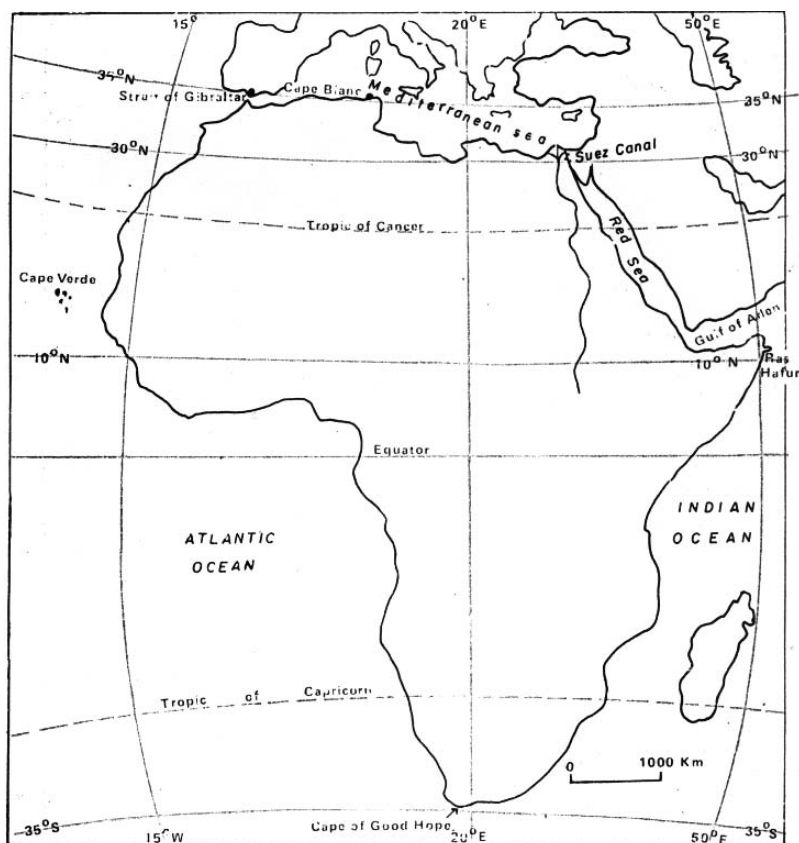 15° 20°E 50°E
35°N
Strait of Gibraltar
Cape Blanc
Mediterranean sea
35°N
30°N
Suez Canal
30°N
Tropic of Cancer
Red Sea
Cape Verde
Gulf of Aden
10°N
10°N
Ras
Hafun
Equator
ATLANTIC
OCEAN
INDIAN
OCEAN
Tropic of Capricorn
0 1000 Km
35°S
15°W
Cape of Good Hope
20°E
50°E
35°S